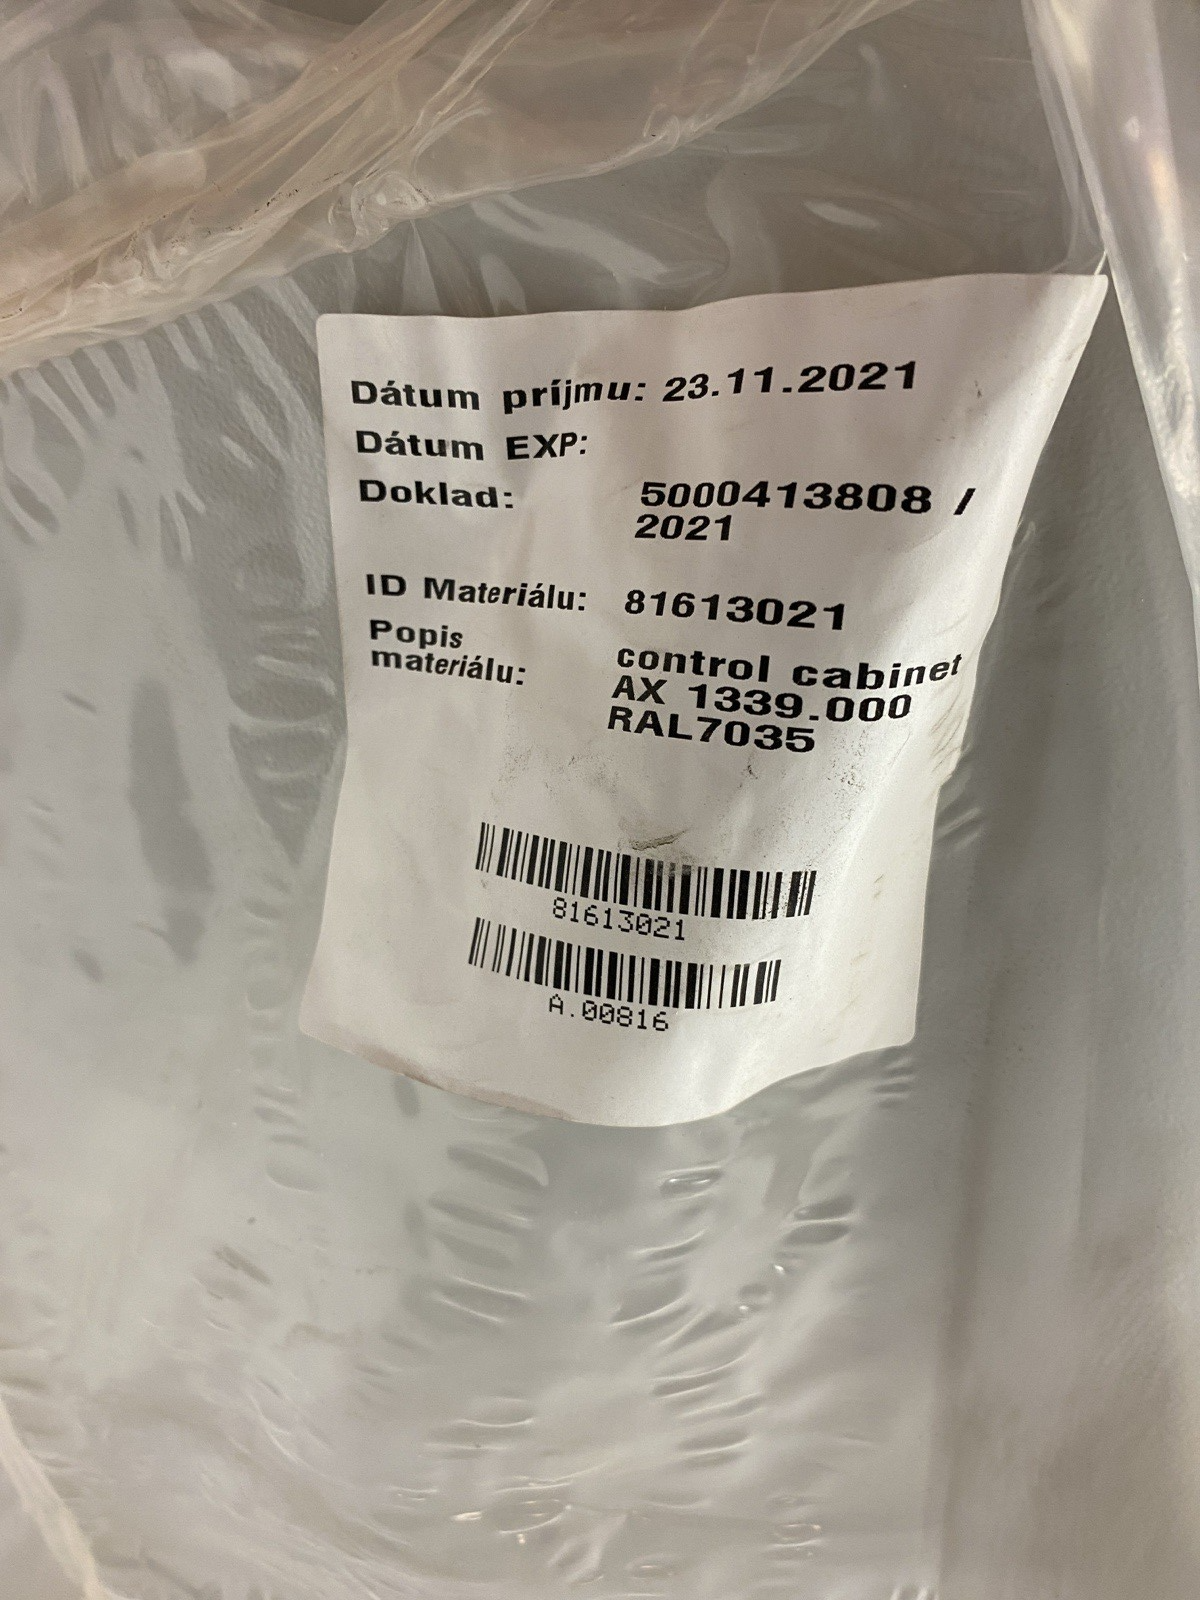 Dátum príjmu: 23.11.2021
Dátum EXP:
Doklad: 5000413808 /
2021
ID Materiálu: 81613021
Popis
materiálu:
control cabinet
AX 1339.000
RAL7035
81613021
A.00816